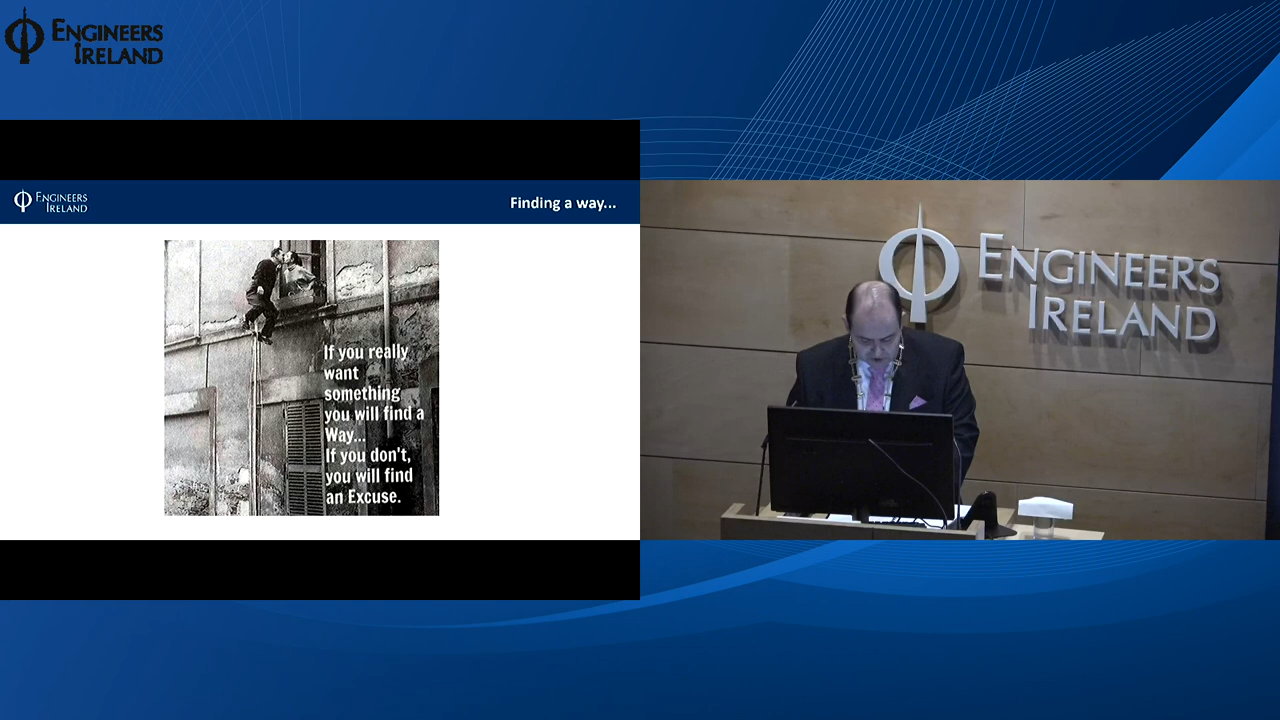 ENGINEERS
IRELAND
ENGINEERS
IRELAND
Finding a way...
If you really
want
something
you will find a
Way...
If you don't,
you will find
an Excuse.
ENGINEERS
IRELAND